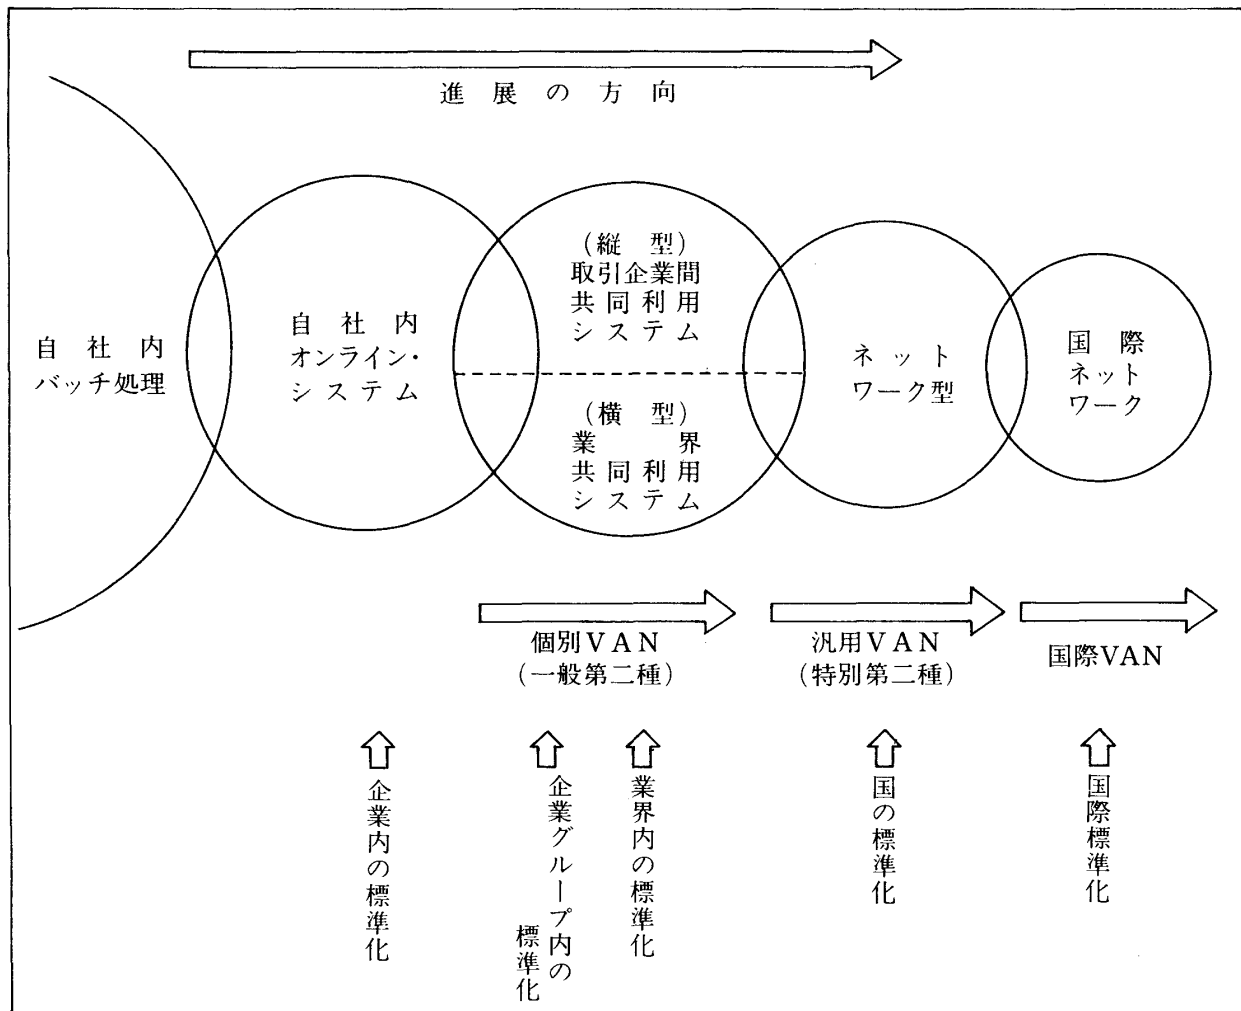 進展の方向
自社内
バッチ処理
自社内
オンライン・
システム
(縦型)
取引企業間
共同利用
システム
(横型)
業界
共同利用
システム
ネット
ワーク型
国際
ネット
ワーク
個別VAN
(一般第二種)
汎用VAN
(特別第二種)
国際VAN
企業内の標準化
企業グループ内の
標準化
業界内の標準化
国の標準化
国際標準化